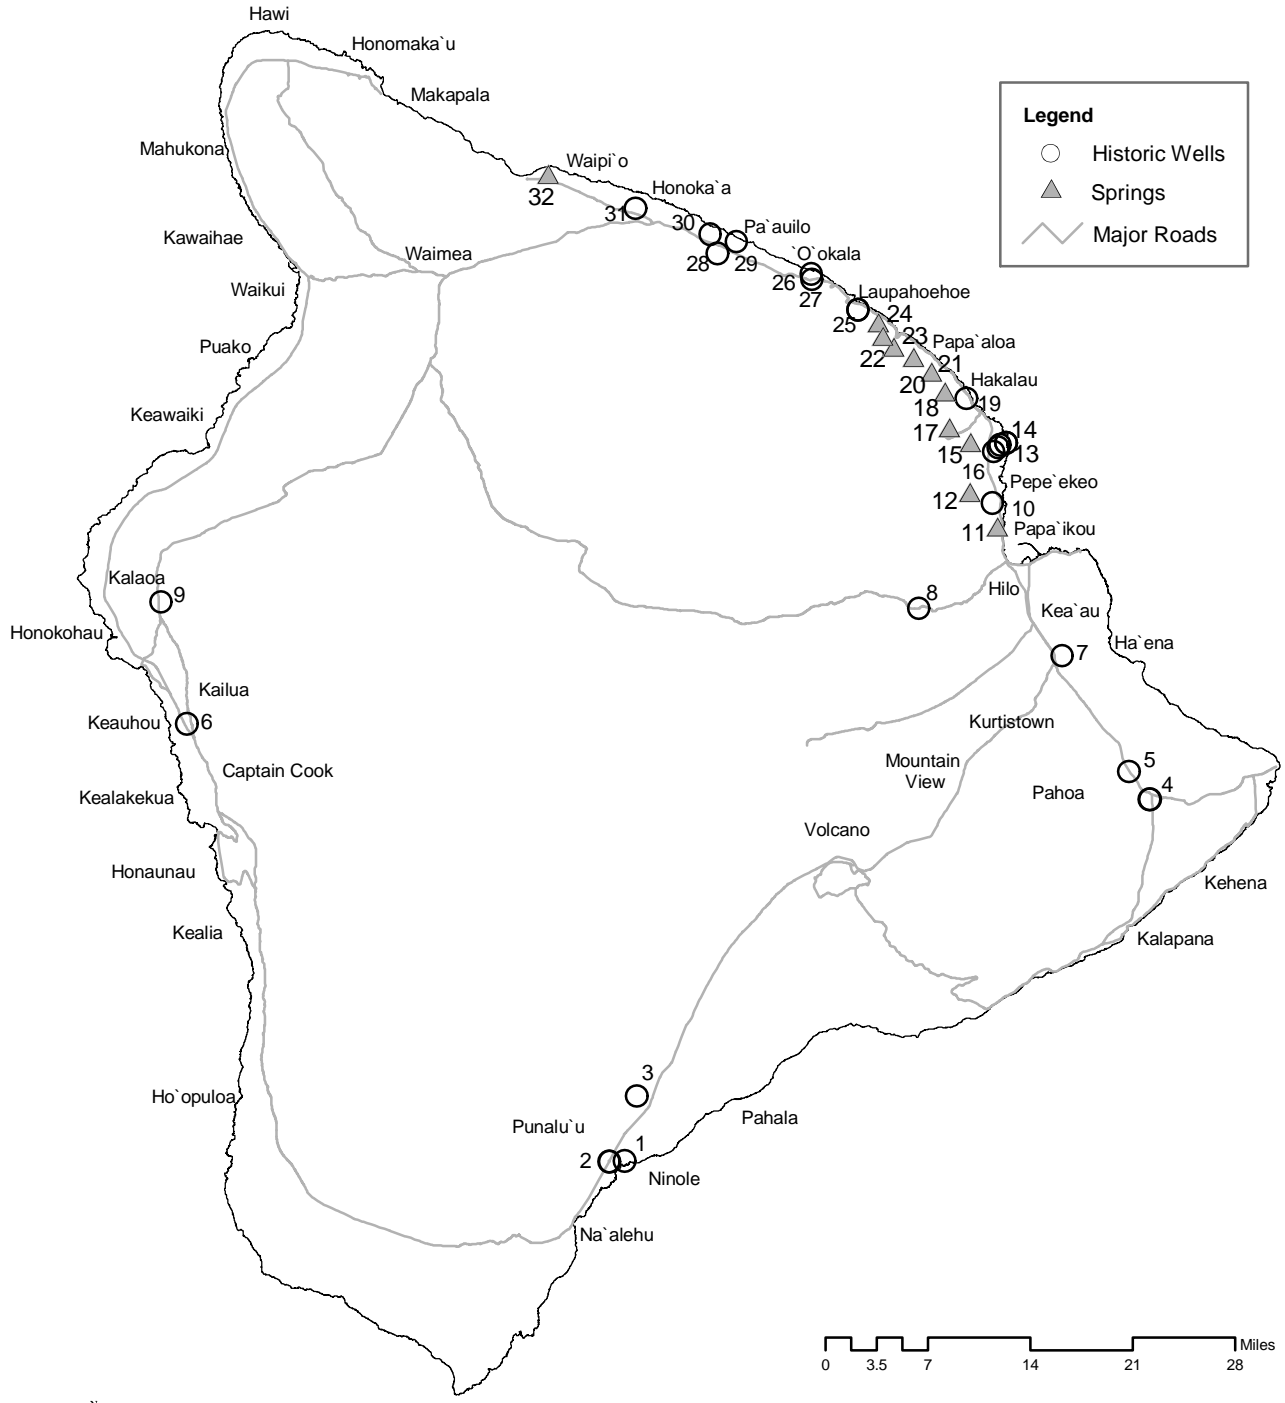 Hawi
Honomaka`u
Makapala
Legend
Historic Wells
Springs
Major Roads
Mahukona
Waipi`o
32
Honoka`a
31
30
Pa`auilo
28
29
Kawaihae
Waimea
`O`okala
26
27
Waikui
Laupahoehoe
25
24
Puako
23
Papa`aloa
22
21
20
Hakalau
18
19
Keawaiki
17
14
15
13
16
Pepe`ekeo
12
10
11
Papa`ikou
Kalaoa
9
8
Hilo
Kea`au
Honokohau
Ha`ena
7
Kailua
Keauhou
6
Kurtistown
Captain Cook
Mountain
View
5
4
Kealakekua
Pahoa
Volcano
Honaunau
Kehena
Kealia
Kalapana
3
Ho`opuloa
Pahala
Punalu`u
1
2
Ninole
Na`alehu
Miles
0
3.5
7
14
21
28
N